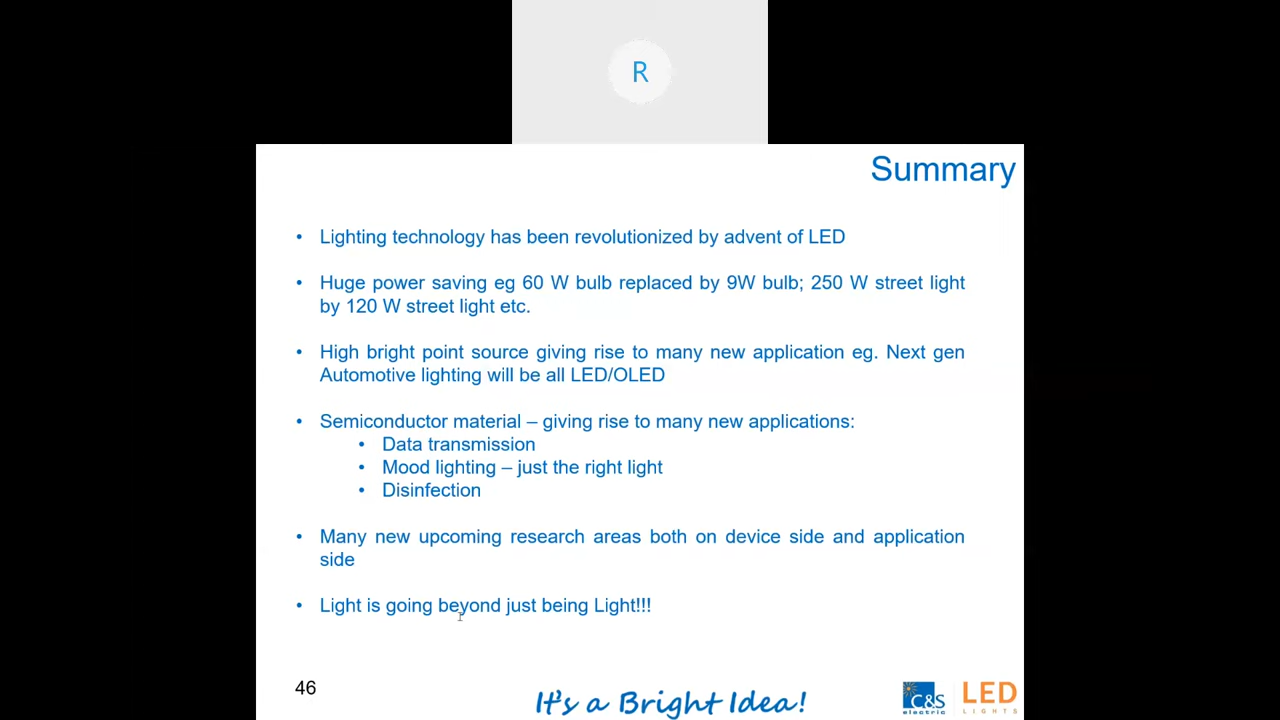 R
Summary
• Lighting technology has been revolutionized by advent of LED
• Huge power saving eg 60 W bulb replaced by 9W bulb; 250 W street light
by 120 W street light etc.
• High bright point source giving rise to many new application eg. Next gen
Automotive lighting will be all LED/OLED
• Semiconductor material – giving rise to many new applications:
• Data transmission
• Mood lighting – just the right light
• Disinfection
• Many new upcoming research areas both on device side and application
side
• Light is going beyond just being Light!!!
46
It's a Bright Idea!
C&S
electric
LED
LIGHTS